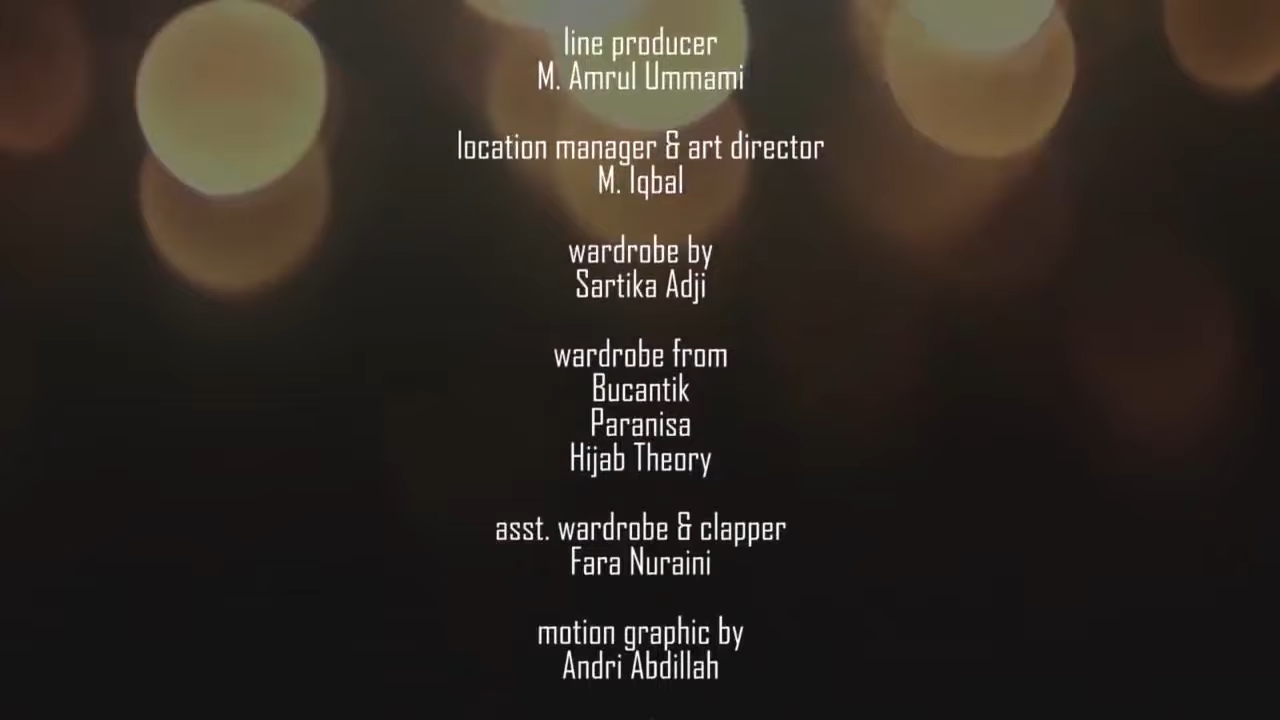 line producer
M. Amrul Ummami
location manager & art director
M. Iqbal
wardrobe by
Sartika Adji
wardrobe from
Bucantik
Paranisa
Hijab Theory
asst. wardrobe & clapper
Fara Nuraini
motion graphic by
Andri Abdillah